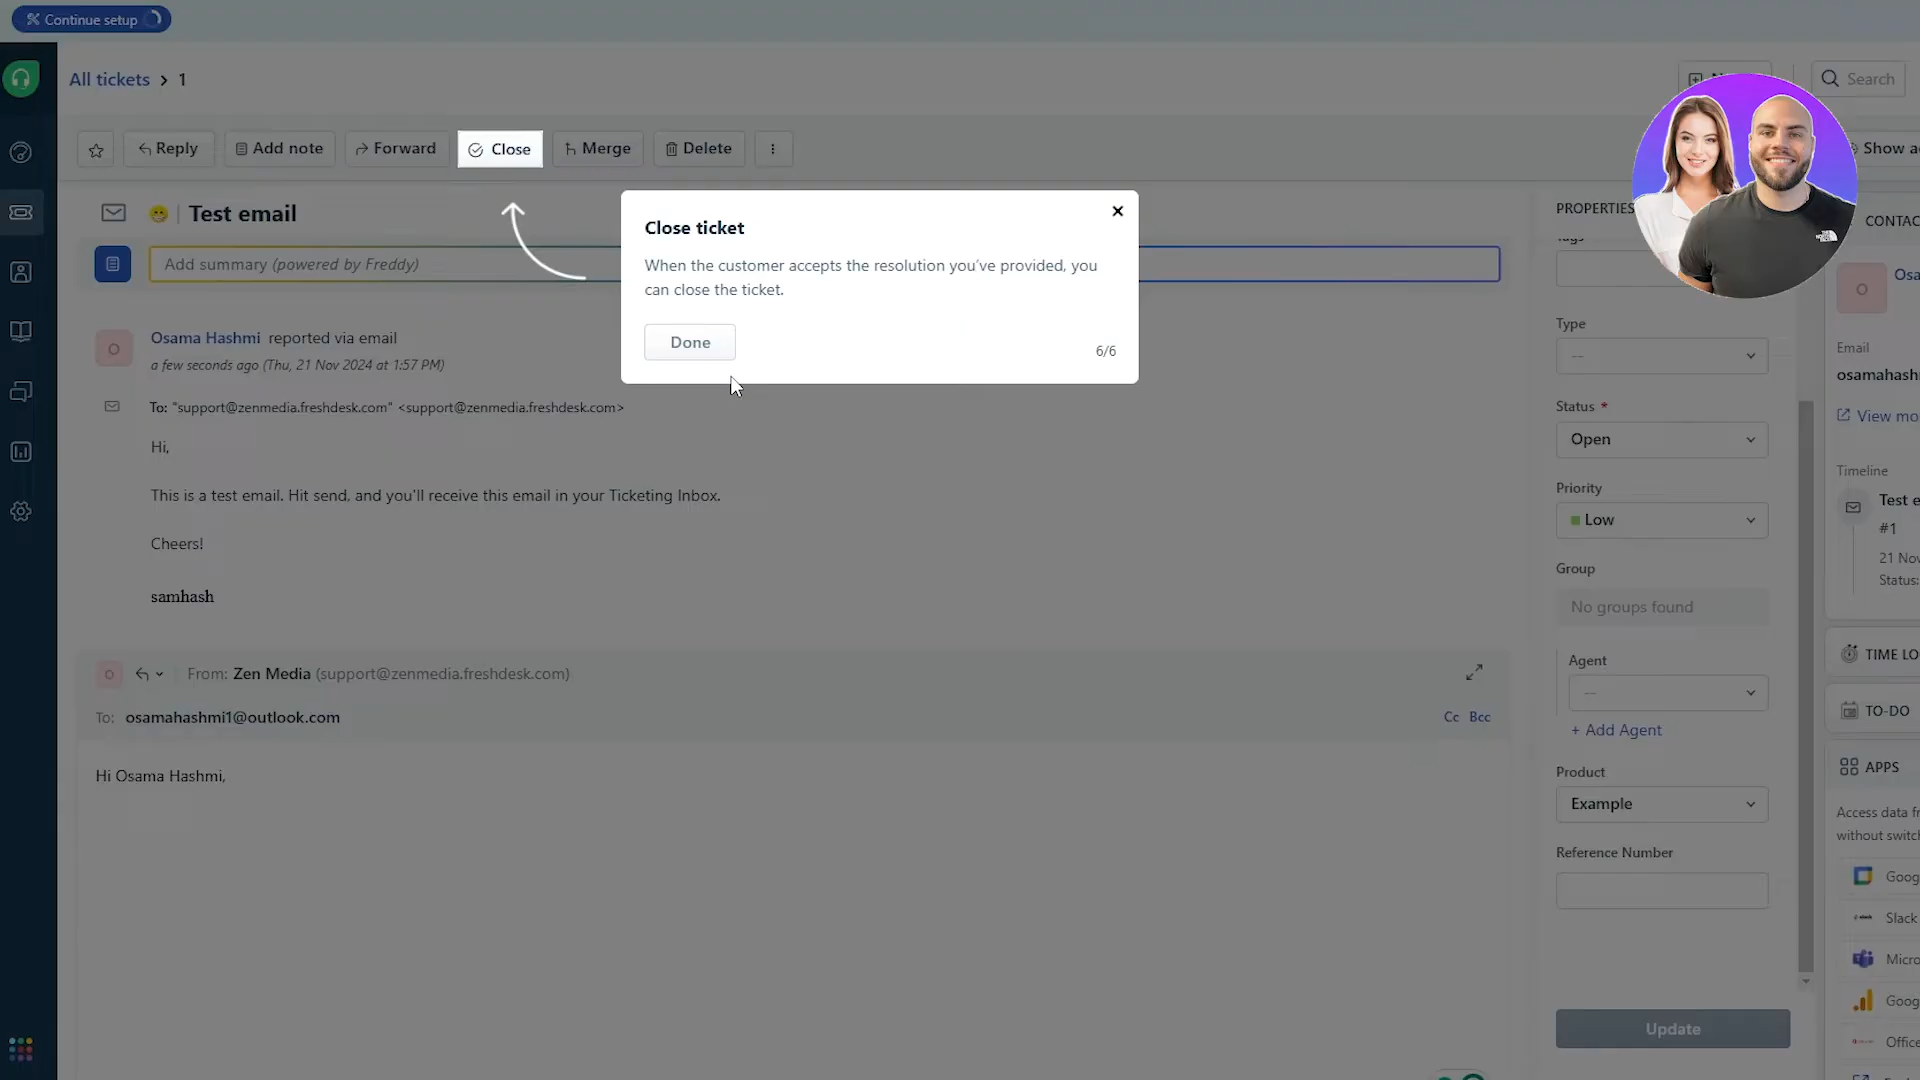 Continue setup
All tickets > 1
Search
Reply
Add note
Forward
Close
Merge
Delete
Show
Test email
Add summary (powered by Freddy)
Close ticket
When the customer accepts the resolution you've provided, you
can close the ticket.
Done
6/6
Osama Hashmi reported via email
a few seconds ago (Thu, 21 Nov 2024 at 1:57 PM)
To: "support@zenmedia.freshdesk.com" <support@zenmedia.freshdesk.com>
Hi,
This is a test email. Hit send, and you'll receive this email in your Ticketing Inbox.
Cheers!
samhash
From: Zen Media (support@zenmedia.freshdesk.com)
To: osamahashmi1@outlook.com
Cc Bcc
Hi Osama Hashmi,
PROPERTIES
Type
--
Status *
Open
Priority
Low
Group
No groups found
Agent
--
+ Add Agent
Product
Example
Reference Number
Update
CONTAC
O
Osa
Email
osamahashi
View mo
Timeline
Test e
#1
21 Nov
Status:
TIME LO
TO-DO
APPS
Access data fr
without switch
Goog
Slack
Micro
Goog
Office